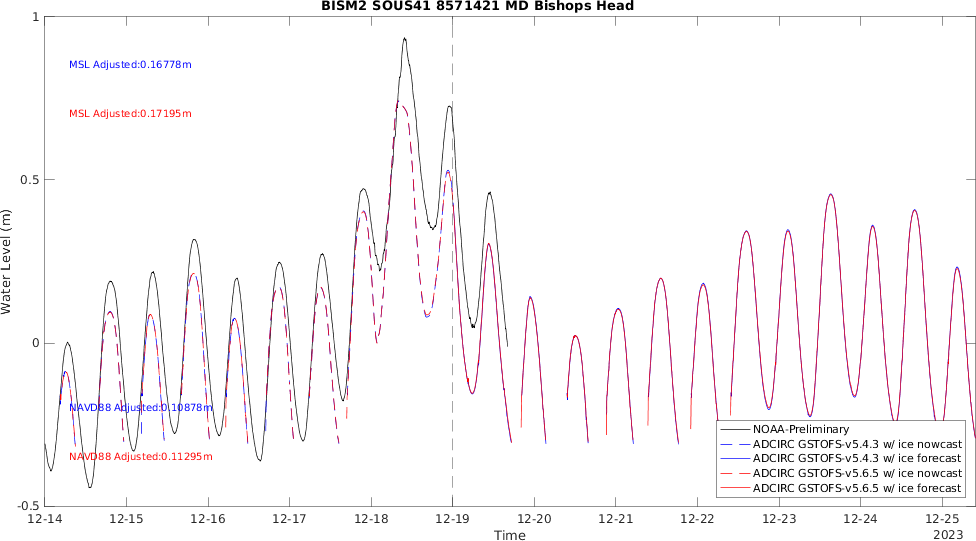 BISM2 SOUS41 8571421 MD Bishops Head
1
MSL Adjusted:0.16778m
MSL Adjusted:0.17195m
0.5
Water Level (m)
0
NAVD88 Adjusted:0.10878m
NAVD88 Adjusted:0.11295m
NOAA-Preliminary
ADCIRC GSTOFS-v5.4.3 w/ ice nowcast
ADCIRC GSTOFS-v5.4.3 w/ ice forecast
ADCIRC GSTOFS-v5.6.5 w/ ice nowcast
ADCIRC GSTOFS-v5.6.5 w/ ice forecast
-0.5
12-14 12-15 12-16 12-17 12-18 12-19 12-20 12-21 12-22 12-23 12-24 12-25
Time
2023